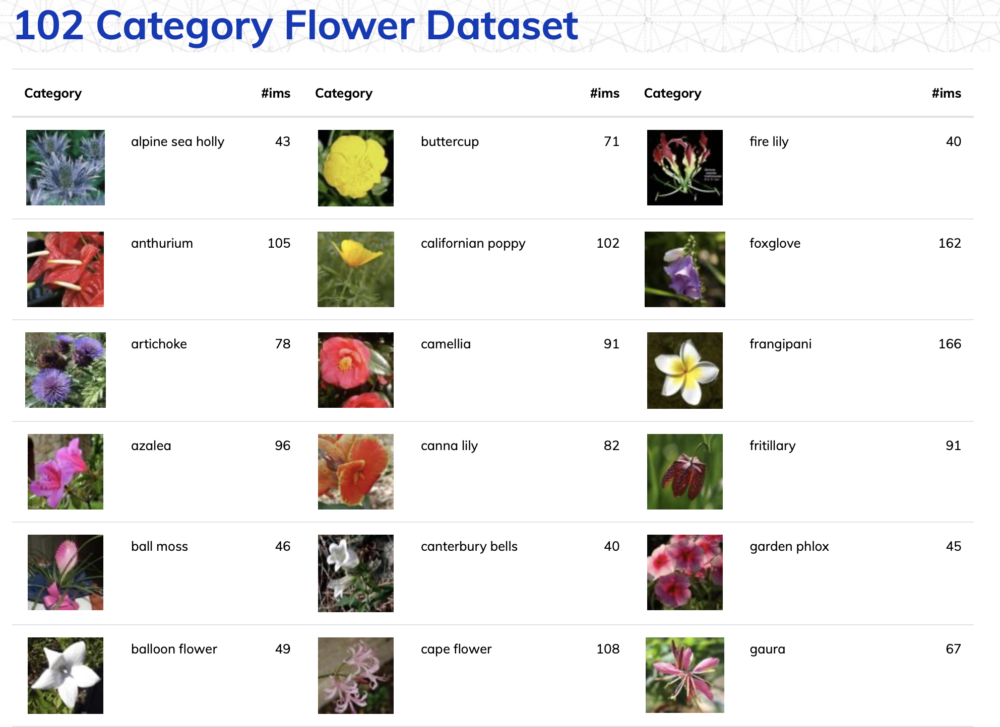 102 Category Flower Dataset
Category #ims Category #ims Category #ims
alpine sea holly 43 buttercup 71 fire lily 40
anthurium 105 californian poppy 102 foxglove 162
artichoke 78 camellia 91 frangipani 166
azalea 96 canna lily 82 fritillary 91
ball moss 46 canterbury bells 40 garden phlox 45
balloon flower 49 cape flower 108 gaura 67